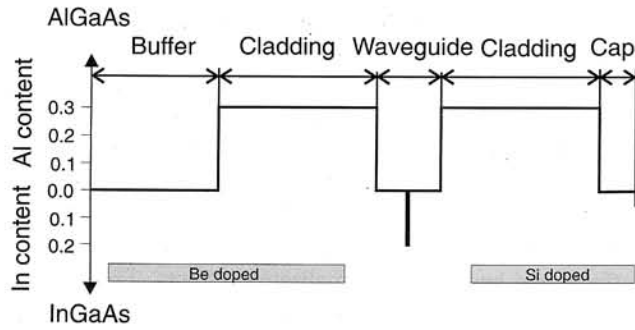 AlGaAs
Buffer Cladding Waveguide Cladding Cap
Al content
0.3
0.2
0.1
0.0
In content
0.1
0.2
Be doped Si doped
InGaAs